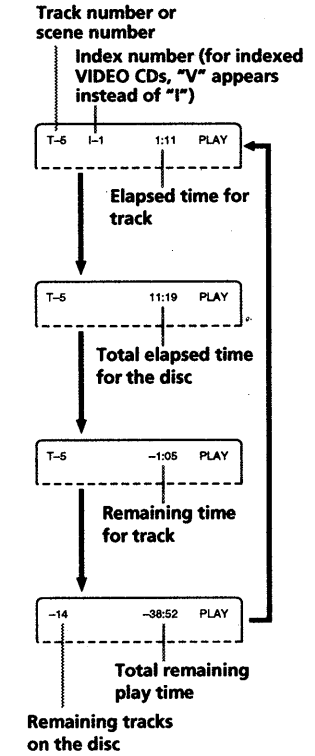 Track number or
scene number
Index number (for indexed
VIDEO CDs, "V" appears
instead of "I")
T–5 I–1 1:11 PLAY
Elapsed time for
track
T–5 11:19 PLAY
Total elapsed time
for the disc
T–5 –1:05 PLAY
Remaining time
for track
–14 –38:52 PLAY
Total remaining
play time
Remaining tracks
on the disc